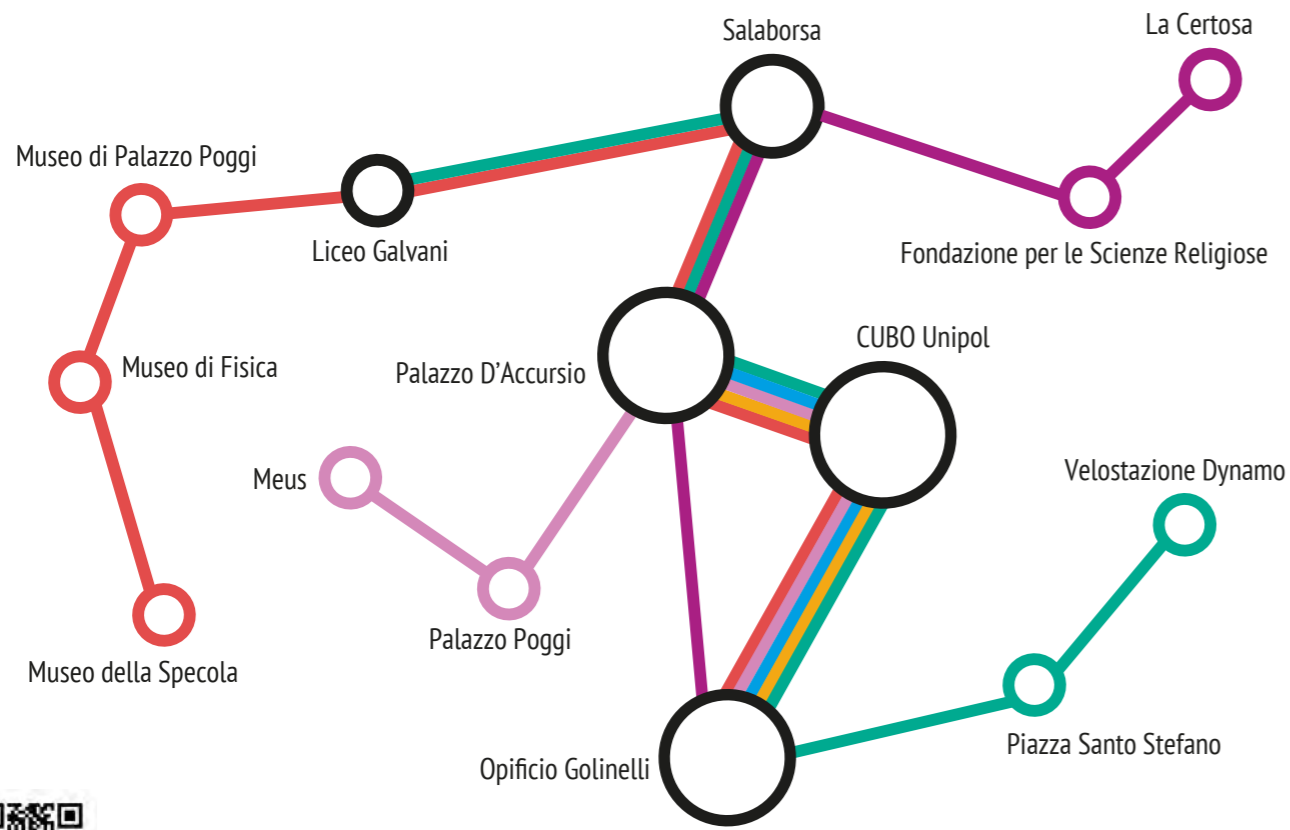 La Certosa
Salaborsa
Museo di Palazzo Poggi
Liceo Galvani
Fondazione per le Scienze Religiose
CUBO Unipol
Museo di Fisica
Palazzo D'Accursio
Velostazione Dynamo
Meus
Palazzo Poggi
Museo della Specola
Piazza Santo Stefano
Opificio Golinelli